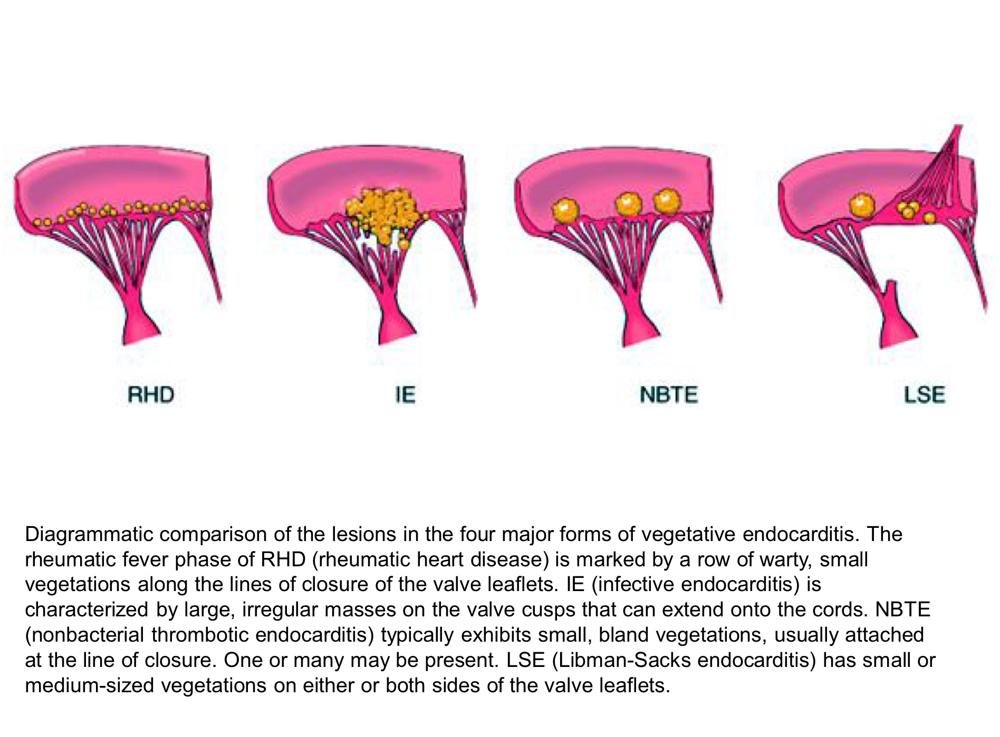 RHD IE NBTE LSE
Diagrammatic comparison of the lesions in the four major forms of vegetative endocarditis. The
rheumatic fever phase of RHD (rheumatic heart disease) is marked by a row of warty, small
vegetations along the lines of closure of the valve leaflets. IE (infective endocarditis) is
characterized by large, irregular masses on the valve cusps that can extend onto the cords. NBTE
(nonbacterial thrombotic endocarditis) typically exhibits small, bland vegetations, usually attached
at the line of closure. One or many may be present. LSE (Libman-Sacks endocarditis) has small or
medium-sized vegetations on either or both sides of the valve leaflets.